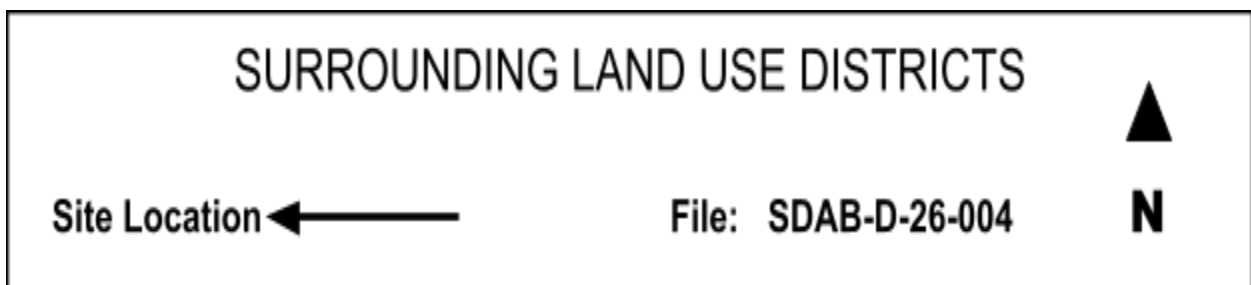 SURROUNDING LAND USE DISTRICTS
Site Location
File: SDAB-D-26-004
N